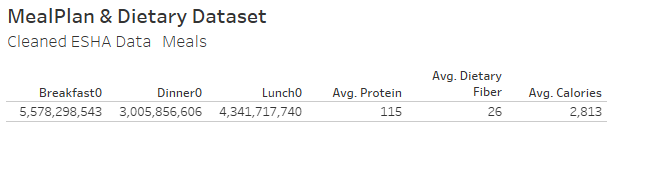 MealPlan & Dietary Dataset
Cleaned ESHA Data Meals
Avg. Dietary
Breakfast0 Dinner0 Lunch0 Avg. Protein Fiber Avg. Calories
5,578,298,543 3,005,856,606 4,341,717,740 115 26 2,813